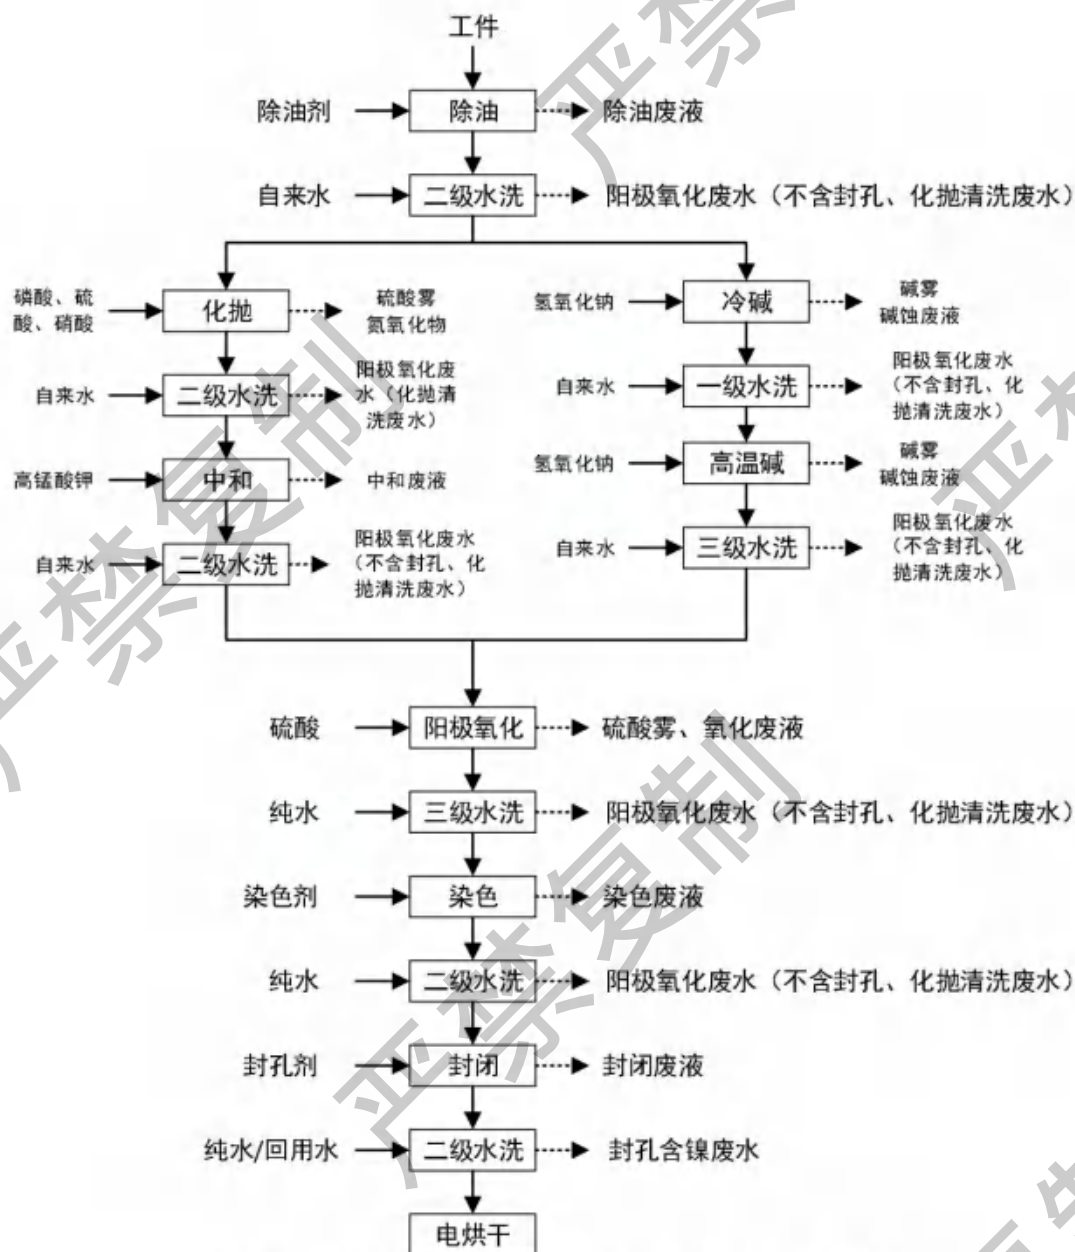 工件
除油剂
除油
除油废液
自来水
二级水洗
阳极氧化废水（不含封孔、化抛清洗废水）
磷酸、硫
酸、硝酸
化抛
硫酸雾
氮氧化物
自来水
二级水洗
阳极氧化废
水（化抛清
洗废水）
高锰酸钾
中和
中和废液
自来水
二级水洗
阳极氧化废水
（不含封孔、化
抛清洗废水）
氢氧化钠
冷碱
碱雾
碱蚀废液
自来水
一级水洗
阳极氧化废水
（不含封孔、化
抛清洗废水）
氢氧化钠
高温碱
碱雾
碱蚀废液
自来水
三级水洗
阳极氧化废水
（不含封孔、化
抛清洗废水）
硫酸
阳极氧化
硫酸雾、氧化废液
纯水
三级水洗
阳极氧化废水（不含封孔、化抛清洗废水）
染色剂
染色
染色废液
纯水
二级水洗
阳极氧化废水（不含封孔、化抛清洗废水）
封孔剂
封闭
封闭废液
纯水/回用水
二级水洗
封孔含镍废水
电烘干
严禁复制
严禁复制